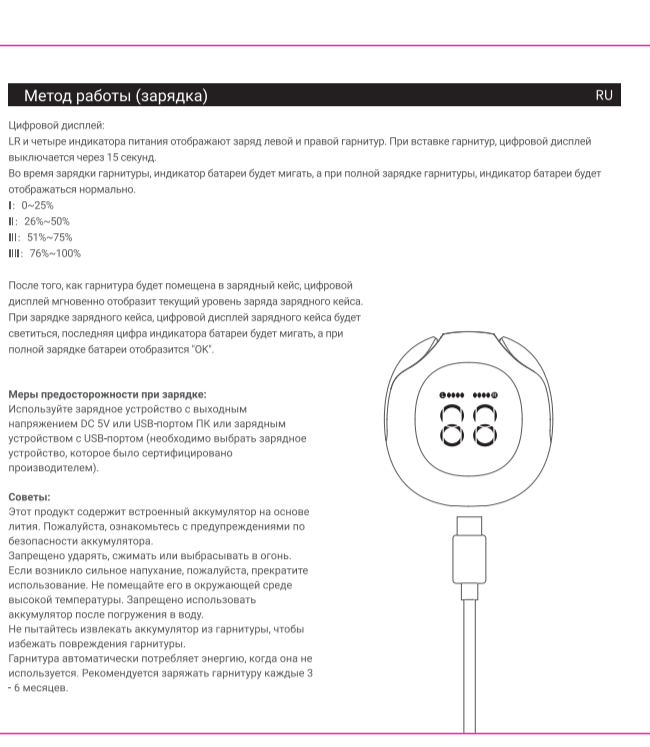 Метод работы (зарядка) RU
Цифровой дисплей:
LR и четыре индикатора питания отображают заряд левой и правой гарнитур. При вставке гарнитур, цифровой дисплей
выключается через 15 секунд.
Во время зарядки гарнитуры, индикатор батареи будет мигать, а при полной зарядке гарнитуры, индикатор батареи будет
отображаться нормально.
I: 0~25%
II: 26%~50%
III: 51%~75%
IIII: 76%~100%
После того, как гарнитура будет помещена в зарядный кейс, цифровой
дисплей мгновенно отобразит текущий уровень заряда зарядного кейса.
При зарядке зарядного кейса, цифровой дисплей зарядного кейса будет
светиться, последняя цифра индикатора батареи будет мигать, а при
полной зарядке батареи отобразится "OK".
Меры предосторожности при зарядке:
Используйте зарядное устройство с выходным
напряжением DC 5V или USB-портом ПК или зарядным
устройством с USB-портом (необходимо выбрать зарядное
устройство, которое было сертифицировано
производителем).
Советы:
Этот продукт содержит встроенный аккумулятор на основе
лития. Пожалуйста, ознакомьтесь с предупреждениями по
безопасности аккумулятора.
Запрещено ударять, сжимать или выбрасывать в огонь.
Если возникло сильное напухание, пожалуйста, прекратите
использование. Не помещайте его в окружающей среде
высокой температуры. Запрещено использовать
аккумулятор после погружения в воду.
Не пытайтесь извлекать аккумулятор из гарнитуры, чтобы
избежать повреждения гарнитуры.
Гарнитура автоматически потребляет энергию, когда она не
используется. Рекомендуется заряжать гарнитуру каждые 3
- 6 месяцев.
L R
88